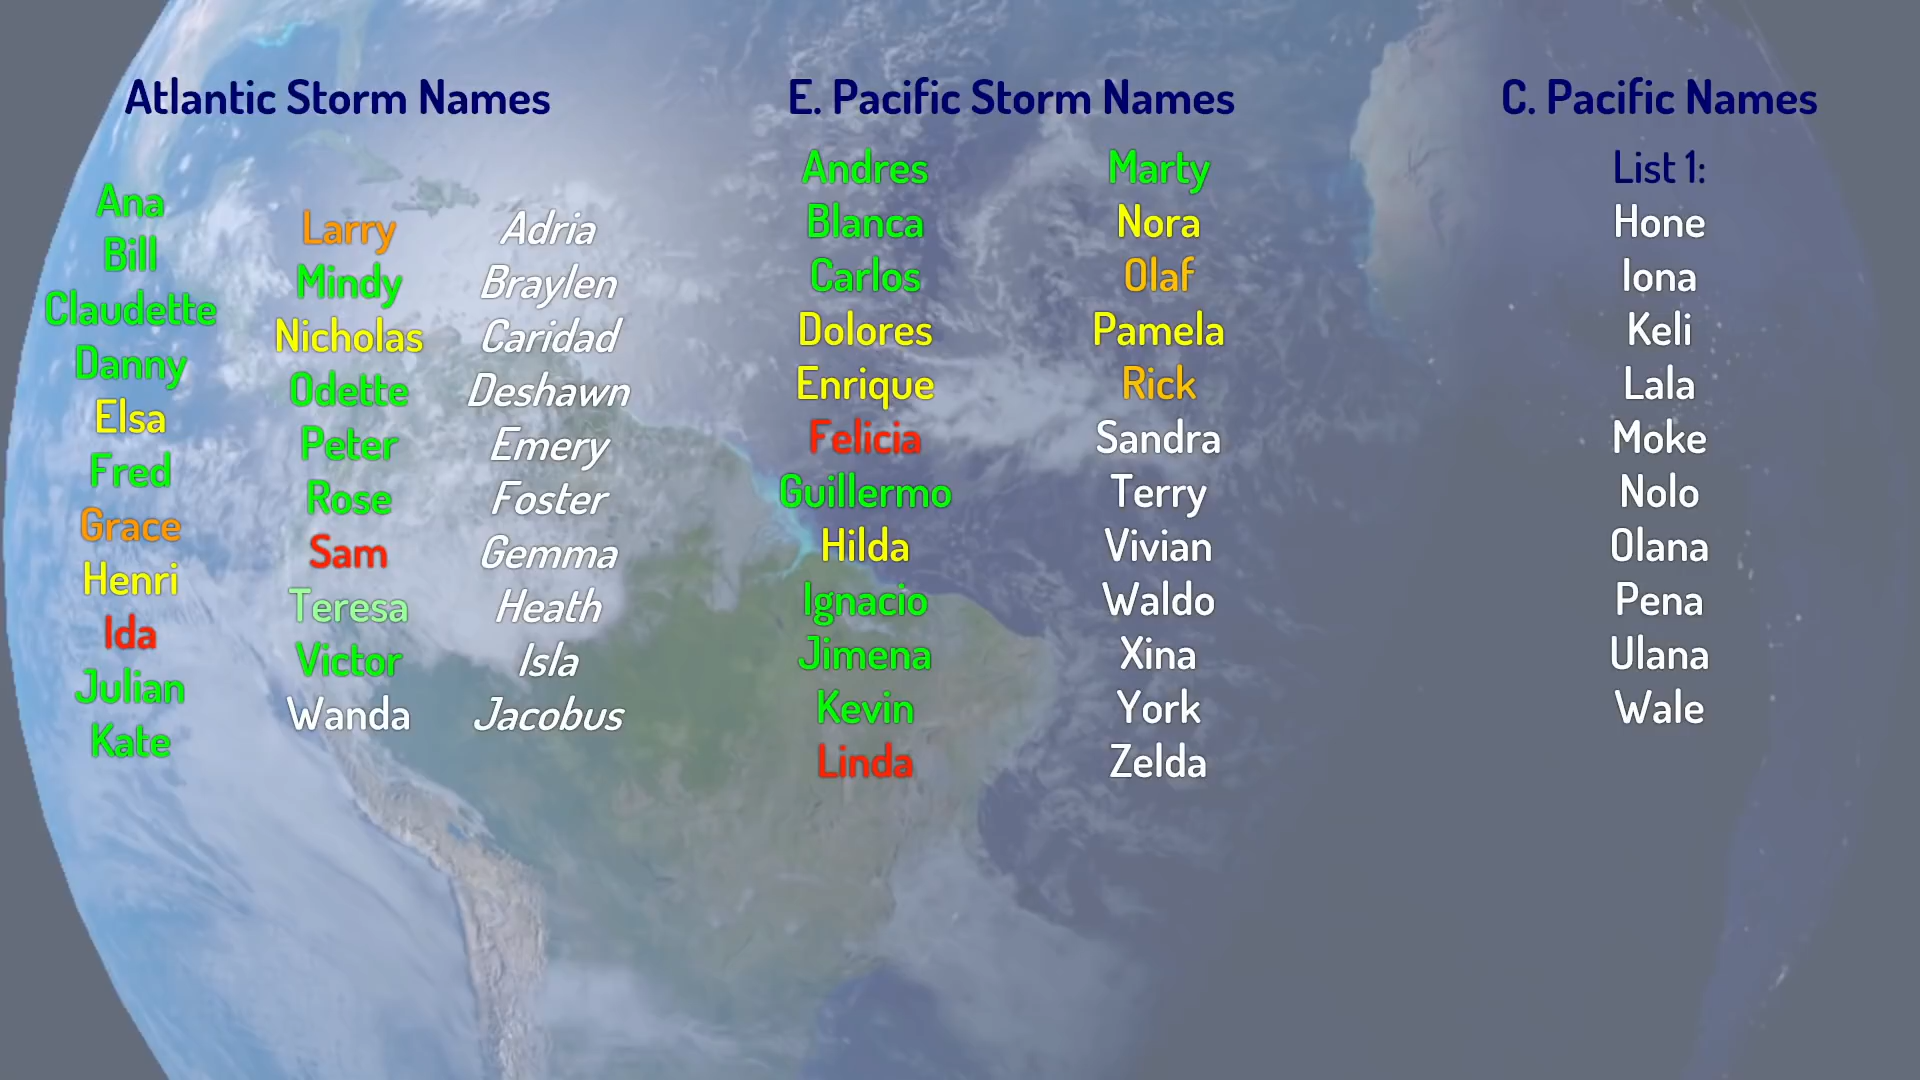 Atlantic Storm Names
Ana
Bill
Claudette
Danny
Elsa
Fred
Grace
Henri
Ida
Julian
Kate
Larry
Mindy
Nicholas
Odette
Peter
Rose
Sam
Teresa
Victor
Wanda
Adria
Braylen
Caridad
Deshawn
Emery
Foster
Gemma
Heath
Isla
Jacobus
E. Pacific Storm Names
Andres
Blanca
Carlos
Dolores
Enrique
Felicia
Guillermo
Hilda
Ignacio
Jimena
Kevin
Linda
Marty
Nora
Olaf
Pamela
Rick
Sandra
Terry
Vivian
Waldo
Xina
York
Zelda
C. Pacific Names
List 1:
Hone
Iona
Keli
Lala
Moke
Nolo
Olana
Pena
Ulana
Wale